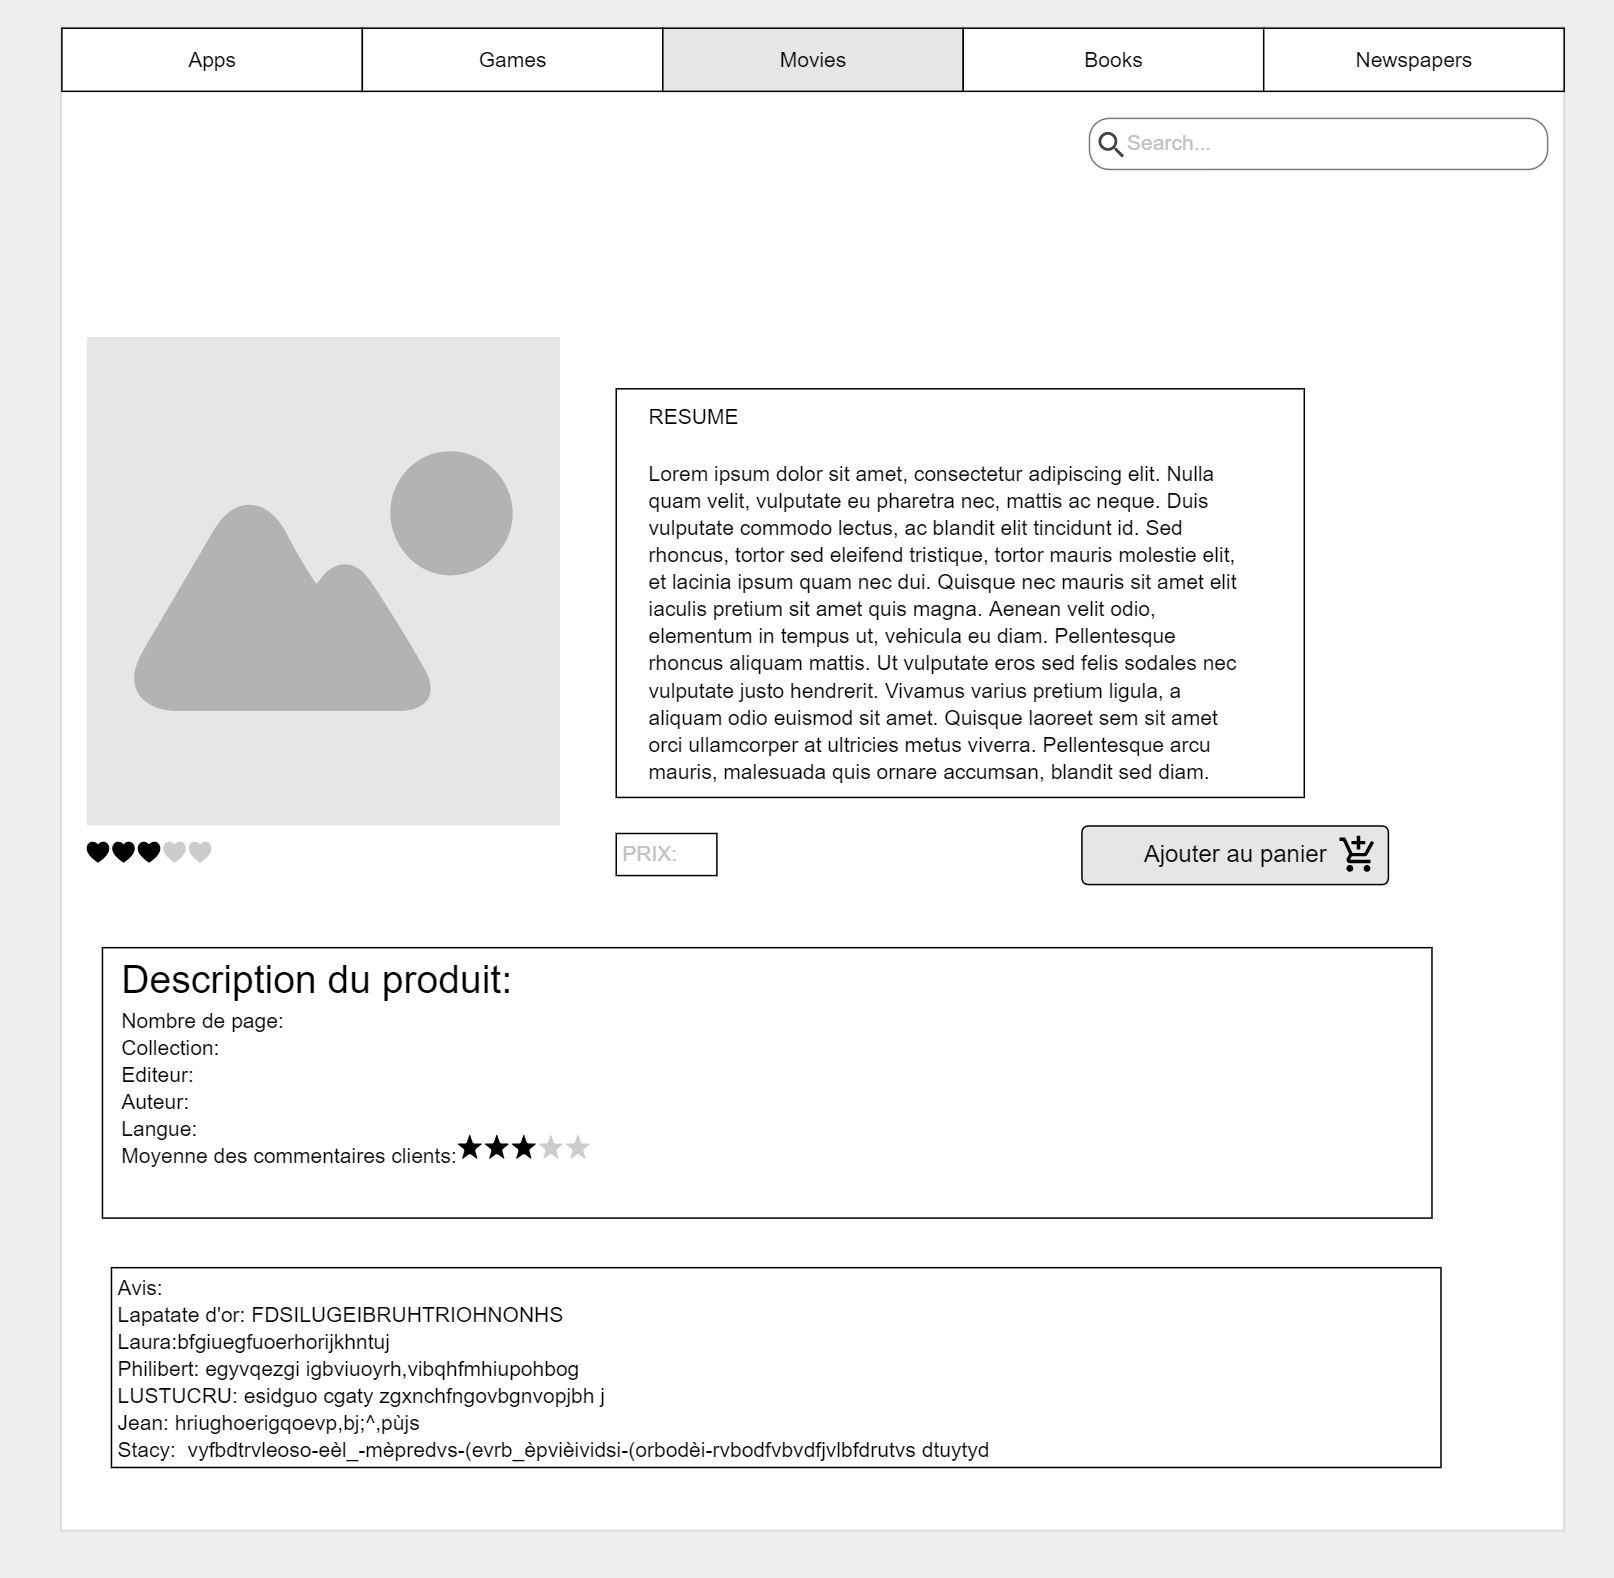 Apps
Games
Movies
Books
Newspapers
Search...
RESUME
Lorem ipsum dolor sit amet, consectetur adipiscing elit. Nulla
quam velit, vulputate eu pharetra nec, mattis ac neque. Duis
vulputate commodo lectus, ac blandit elit tincidunt id. Sed
rhoncus, tortor sed eleifend tristique, tortor mauris molestie elit,
et lacinia ipsum quam nec dui. Quisque nec mauris sit amet elit
iaculis pretium sit amet quis magna. Aenean velit odio,
elementum in tempus ut, vehicula eu diam. Pellentesque
rhoncus aliquam mattis. Ut vulputate eros sed felis sodales nec
vulputate justo hendrerit. Vivamus varius pretium ligula, a
aliquam odio euismod sit amet. Quisque laoreet sem sit amet
orci ullamcorper at ultricies metus viverra. Pellentesque arcu
mauris, malesuada quis ornare accumsan, blandit sed diam.
PRIX:
Ajouter au panier
Description du produit:
Nombre de page:
Collection:
Editeur:
Auteur:
Langue:
Moyenne des commentaires clients:
Avis:
Lapatate d'or: FDSILUGEIBRUHTRIOHNONHS
Laura:bfgiuegfuoerhorijkhntuj
Philibert: egyvqezgi igbviuoyrh,vibqhfmhiupohbog
LUSTUCRU: esidguo cgaty zgxnchfngovbgnvopjbh j
Jean: hriughoerigqoevp,bj;^,pùjs
Stacy:  vyfbdtrvleoso-eèl_-mèpredvs-(evrb_èpvièividsi-(orbodèi-rvbodfvbvdfjvlbfdrutvs dtuytyd